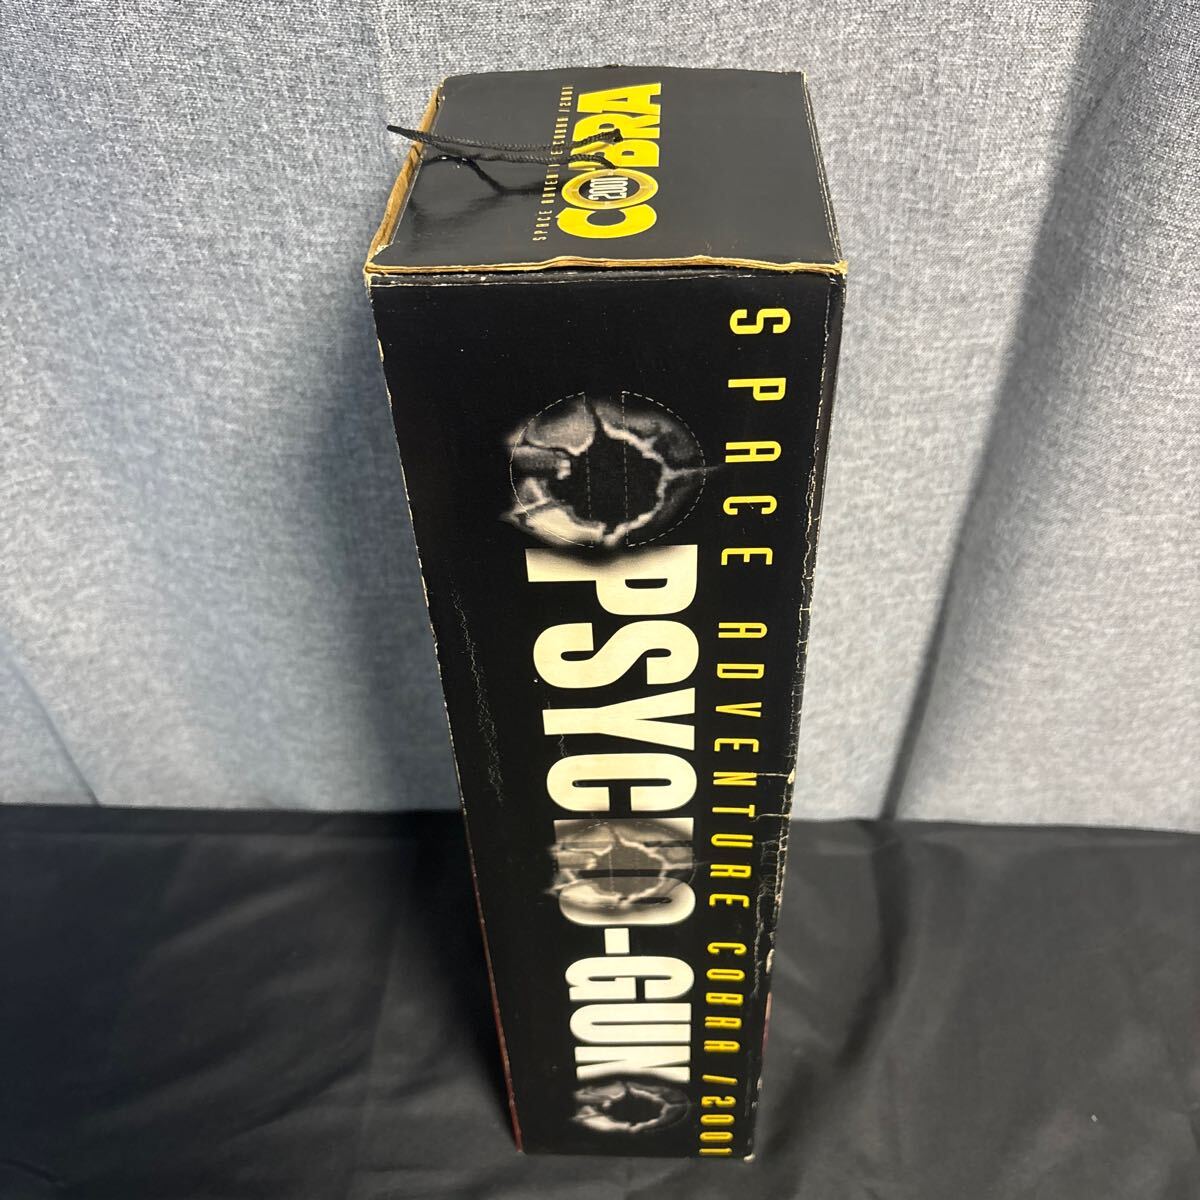 SPACE ADVENTURE COBRA /2001
COBRA
2001
SPACE ADVENTURE COBRA /2001
PSYCHO-GUN